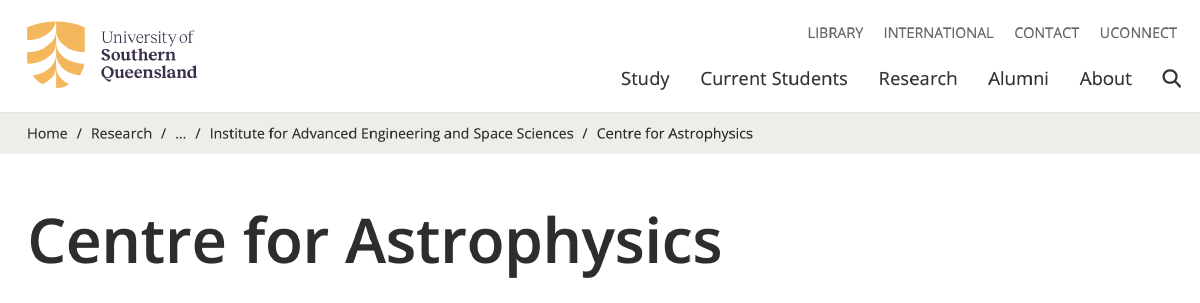 University of
Southern
Queensland
LIBRARY INTERNATIONAL CONTACT UCONNECT
Study Current Students Research Alumni About
Home / Research / ... / Institute for Advanced Engineering and Space Sciences / Centre for Astrophysics
Centre for Astrophysics